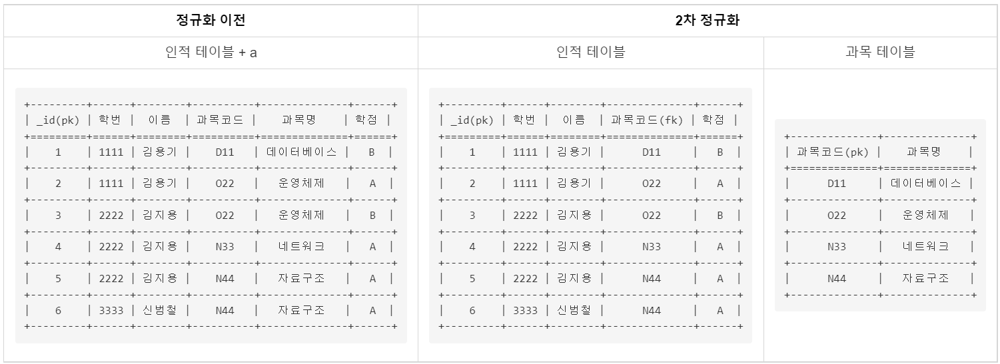 정규화 이전
2차 정규화
인적 테이블 + a
인적 테이블
과목 테이블
+---------+------+--------+---------+--------------+------+
| _id(pk) | 학번 | 이름 | 과목코드 | 과목명 | 학점 |
+=========+======+========+=========+==============+======+
| 1 | 1111 | 김용기 | D11 | 데이터베이스 | B |
+---------+------+--------+---------+--------------+------+
| 2 | 1111 | 김용기 | O22 | 운영체제 | A |
+---------+------+--------+---------+--------------+------+
| 3 | 2222 | 김지용 | O22 | 운영체제 | B |
+---------+------+--------+---------+--------------+------+
| 4 | 2222 | 김지용 | N33 | 네트워크 | A |
+---------+------+--------+---------+--------------+------+
| 5 | 2222 | 김지용 | N44 | 자료구조 | A |
+---------+------+--------+---------+--------------+------+
| 6 | 3333 | 신범철 | N44 | 자료구조 | A |
+---------+------+--------+---------+--------------+------+
+---------+------+--------+--------------+------+
| _id(pk) | 학번 | 이름 | 과목코드(fk) | 학점 |
+=========+======+========+==============+======+
| 1 | 1111 | 김용기 | D11 | B |
+---------+------+--------+--------------+------+
| 2 | 1111 | 김용기 | O22 | A |
+---------+------+--------+--------------+------+
| 3 | 2222 | 김지용 | O22 | B |
+---------+------+--------+--------------+------+
| 4 | 2222 | 김지용 | N33 | A |
+---------+------+--------+--------------+------+
| 5 | 2222 | 김지용 | N44 | A |
+---------+------+--------+--------------+------+
| 6 | 3333 | 신범철 | N44 | A |
+---------+------+--------+--------------+------+
+--------------+--------------+
| 과목코드(pk) | 과목명 |
+==============+==============+
| D11 | 데이터베이스 |
+--------------+--------------+
| O22 | 운영체제 |
+--------------+--------------+
| N33 | 네트워크 |
+--------------+--------------+
| N44 | 자료구조 |
+--------------+--------------+